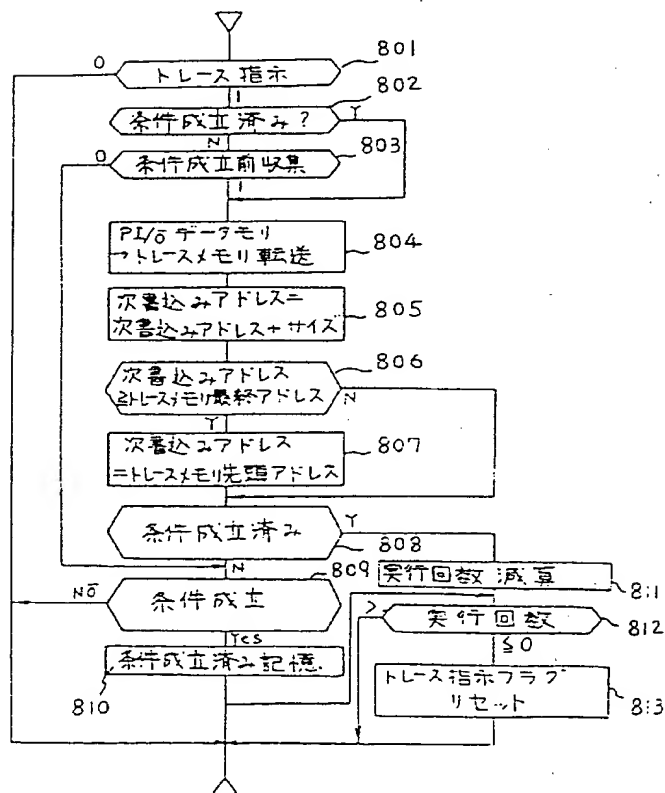 801
0
トレース指示
1
802
条件成立済み?
Y
N
803
0
条件成立前収集
1
PI/O データモリ
→トレースメモリ転送
804
次書込みアドレス=
次書込みアドレス+サイズ
805
806
次書込みアドレス
≧トレースメモリ最終アドレス
N
Y
次書込みアドレス
=トレースメモリ先頭アドレス
807
条件成立済み
Y
808
N
809
実行回数減算
811
NO
条件成立
>
実行回数
812
Yes
≦0
条件成立済み記憶
810
トレース指示フラグ
リセット
813